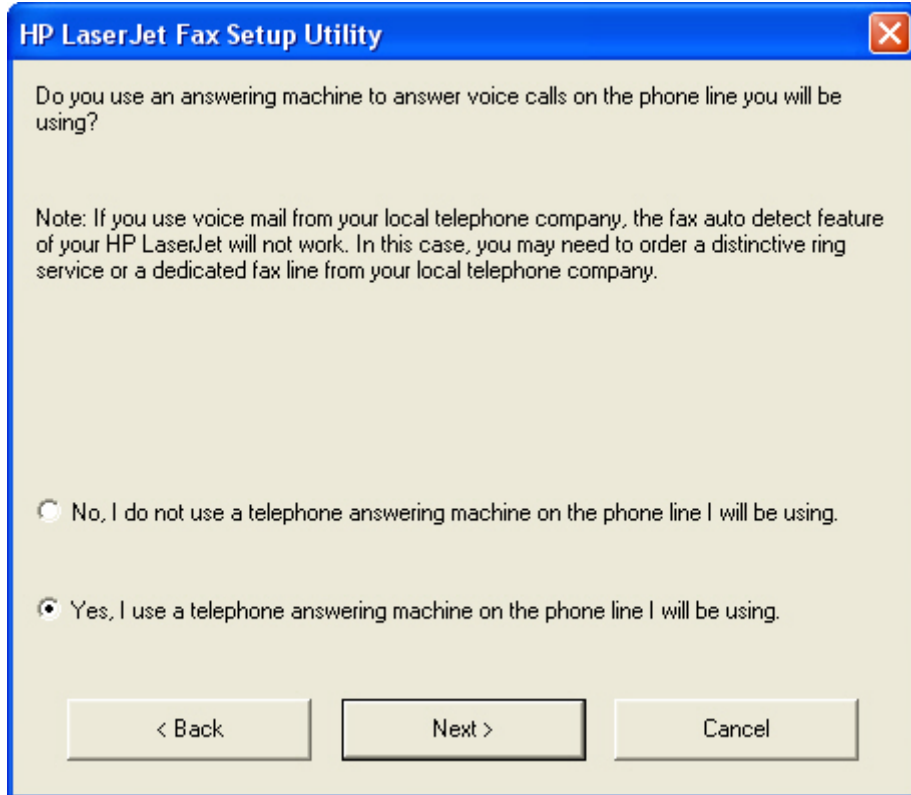 HP LaserJet Fax Setup Utility
Do you use an answering machine to answer voice calls on the phone line you will be
using?
Note: If you use voice mail from your local telephone company, the fax auto detect feature
of your HP LaserJet will not work. In this case, you may need to order a distinctive ring
service or a dedicated fax line from your local telephone company.
No, I do not use a telephone answering machine on the phone line I will be using.
Yes, I use a telephone answering machine on the phone line I will be using.
< Back
Next >
Cancel